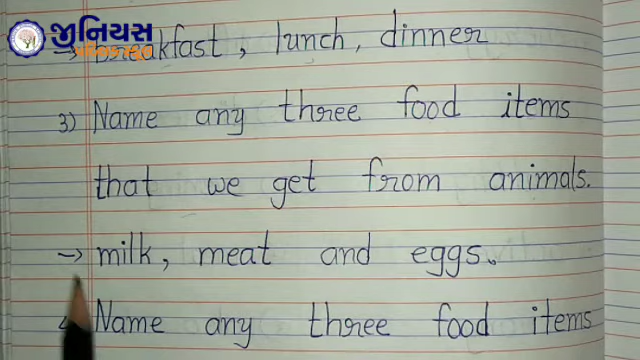 જીનિયસ
→ breakfast, lunch, dinner
3) Name any three food items
that we get from animals.
→ milk, meat and eggs.
Name any three food items